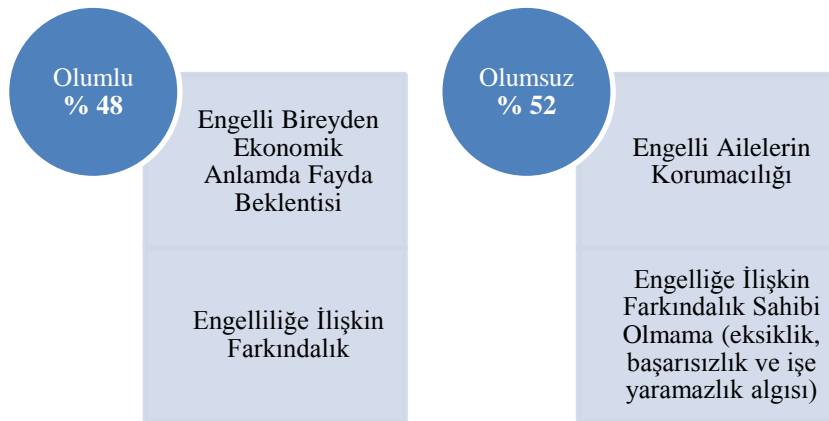 Olumlu
% 48
Engelli Bireyden
Ekonomik
Anlamda Fayda
Beklentisi
Engelliliğe İlişkin
Farkındalık
Olumsuz
% 52
Engelli Ailelerin
Korumacılığı
Engelliğe İlişkin
Farkındalık Sahibi
Olmama (eksiklik,
başarısızlık ve işe
yaramazlık algısı)